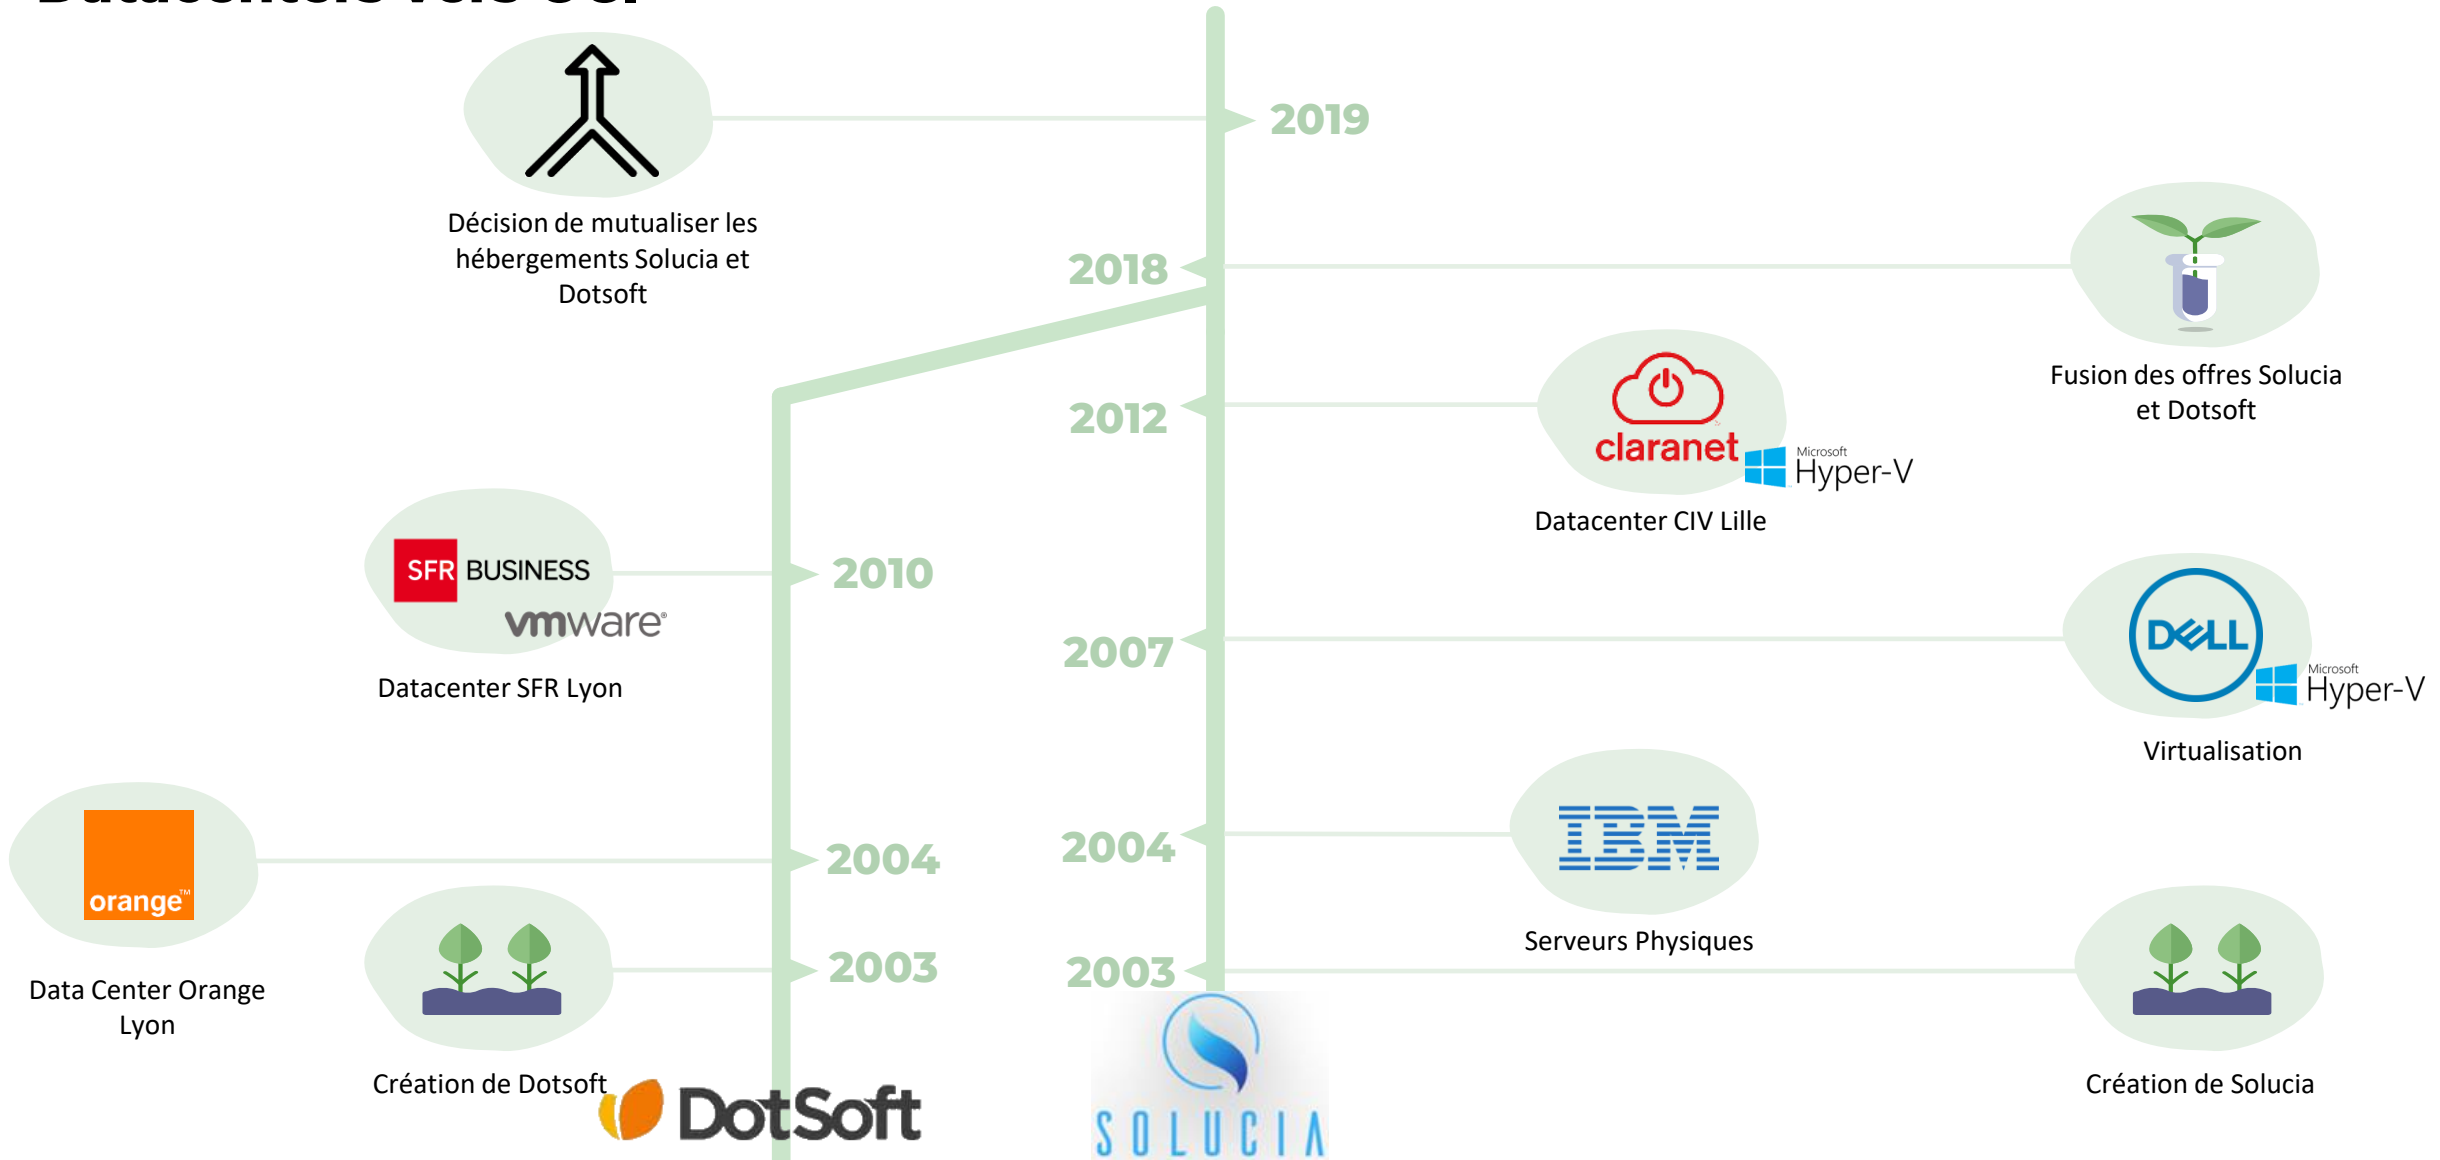 2019
Décision de mutualiser les
hébergements Solucia et
Dotsoft
2018
Fusion des offres Solucia
et Dotsoft
2012
claranet
Microsoft
Hyper-V
Datacenter CIV Lille
SFR BUSINESS
vmware®
2010
Datacenter SFR Lyon
2007
DELL
Microsoft
Hyper-V
Virtualisation
orange™
2004
Data Center Orange
Lyon
2004
IBM
Serveurs Physiques
2003
Création de Dotsoft
DotSoft
2003
SOLUCIA
Création de Solucia